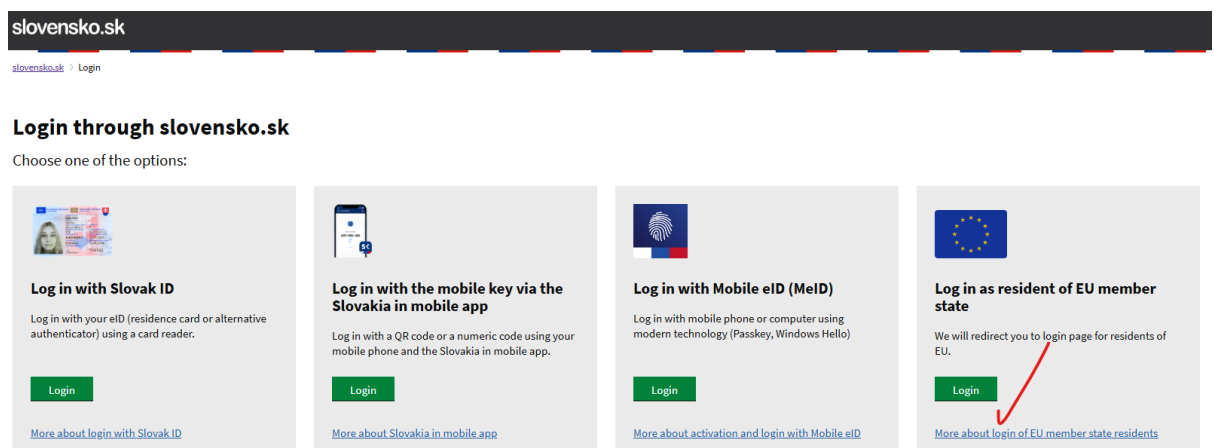 slovensko.sk
slovensko.sk > Login
Login through slovensko.sk
Choose one of the options:
Log in with Slovak ID
Log in with your eID (residence card or alternative
authenticator) using a card reader.
Login
More about login with Slovak ID
Log in with the mobile key via the
Slovakia in mobile app
Log in with a QR code or a numeric code using your
mobile phone and the Slovakia in mobile app.
Login
More about Slovakia in mobile app
Log in with Mobile eID (MeID)
Log in with mobile phone or computer using
modern technology (Passkey, Windows Hello)
Login
More about activation and login with Mobile eID
Log in as resident of EU member
state
We will redirect you to login page for residents of
EU.
Login
More about login of EU member state residents